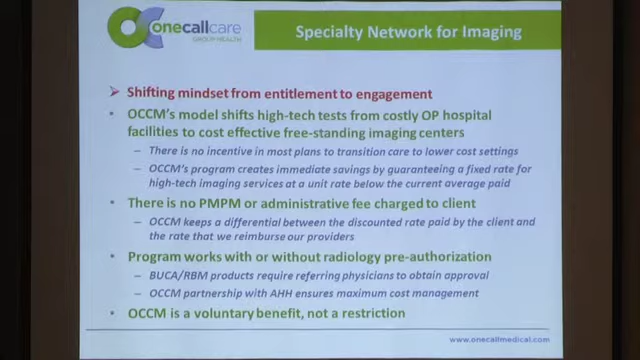 onecallcare
GROUP HEALTH
Specialty Network for Imaging
Shifting mindset from entitlement to engagement
OCCM's model shifts high-tech tests from costly OP hospital
facilities to cost effective free-standing imaging centers
There is no incentive in most plans to transition care to lower cost settings
OCCM's program creates immediate savings by guaranteeing a fixed rate for
high-tech imaging services at a unit rate below the current average paid
There is no PMPM or administrative fee charged to client
OCCM keeps a differential between the discounted rate paid by the client and
the rate that we reimburse our providers
Program works with or without radiology pre-authorization
BUCA/RBM products require referring physicians to obtain approval
OCCM partnership with AHH ensures maximum cost management
OCCM is a voluntary benefit, not a restriction
www.onecallmedical.com